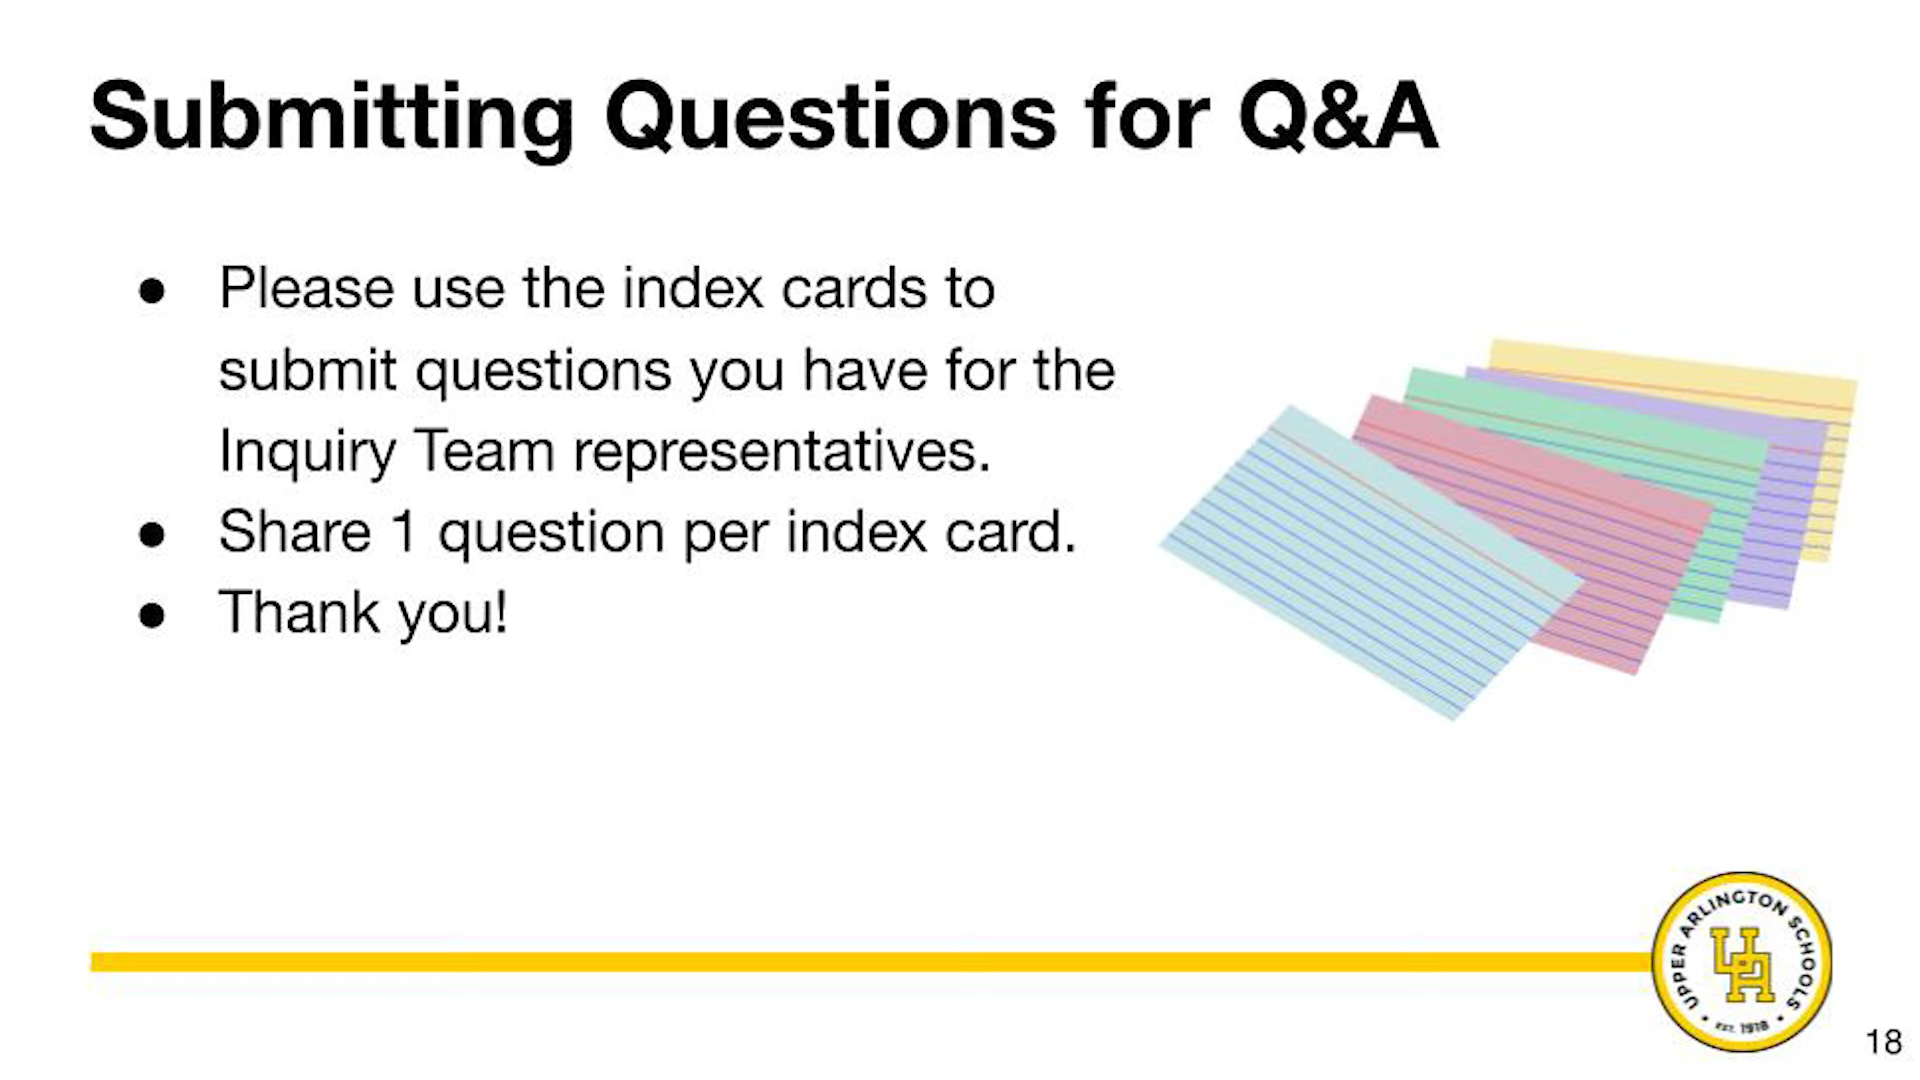 Submitting Questions for Q&A
● Please use the index cards to
submit questions you have for the
Inquiry Team representatives.
● Share 1 question per index card.
● Thank you!
UPPER ARLINGTON SCHOOLS
UA
• EST. 1918 •
18